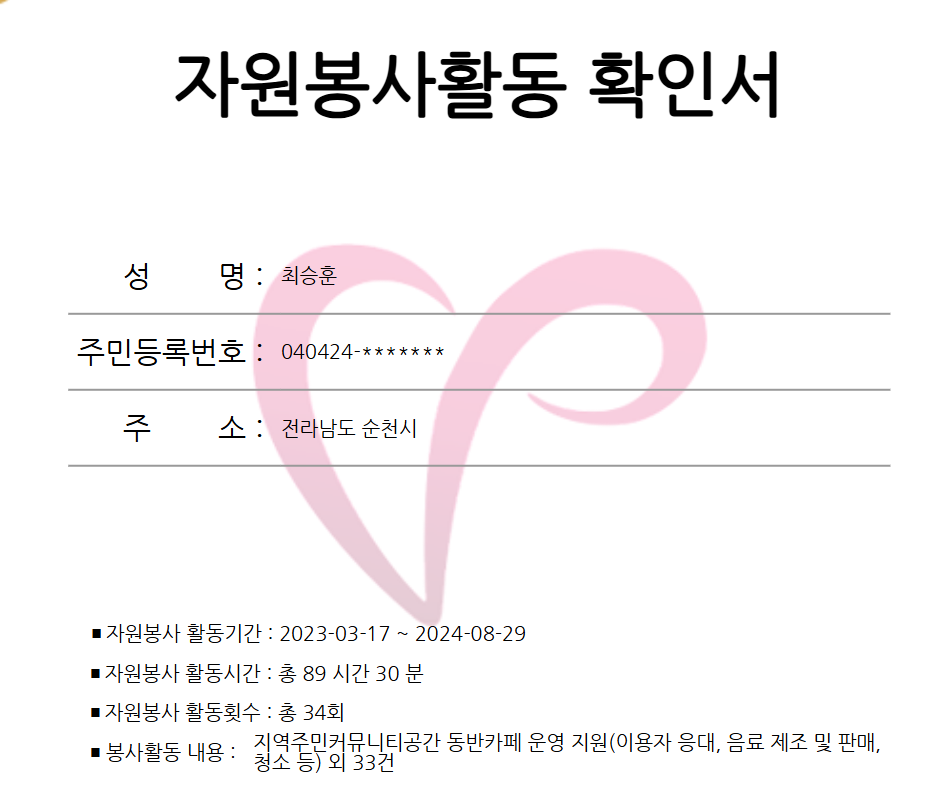 자원봉사활동 확인서
성 명 : 최승훈
주민등록번호 : 040424-*******
주 소 : 전라남도 순천시
■ 자원봉사 활동기간 : 2023-03-17 ~ 2024-08-29
■ 자원봉사 활동시간 : 총 89 시간 30 분
■ 자원봉사 활동횟수 : 총 34회
■ 봉사활동 내용 : 지역주민커뮤니티공간 동반카페 운영 지원(이용자 응대, 음료 제조 및 판매,
청소 등) 외 33건